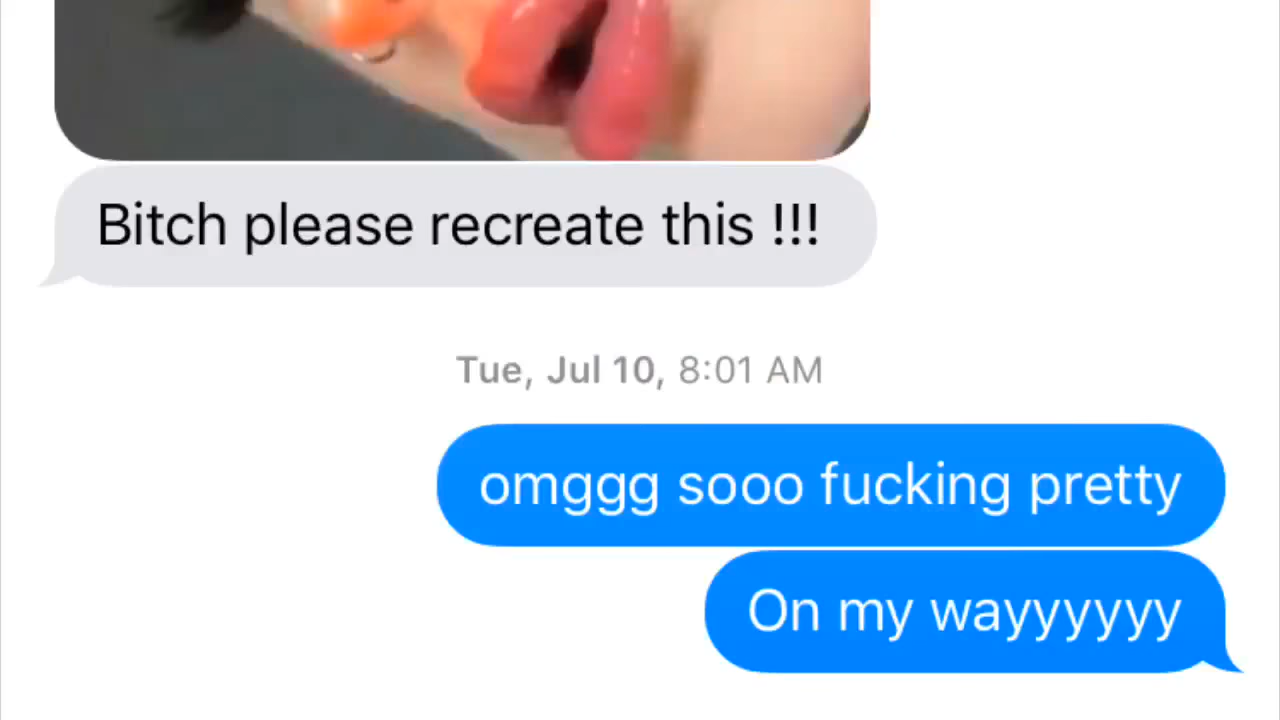 Bitch please recreate this !!!
Tue, Jul 10, 8:01 AM
omggg sooo fucking pretty
On my wayyyyyy